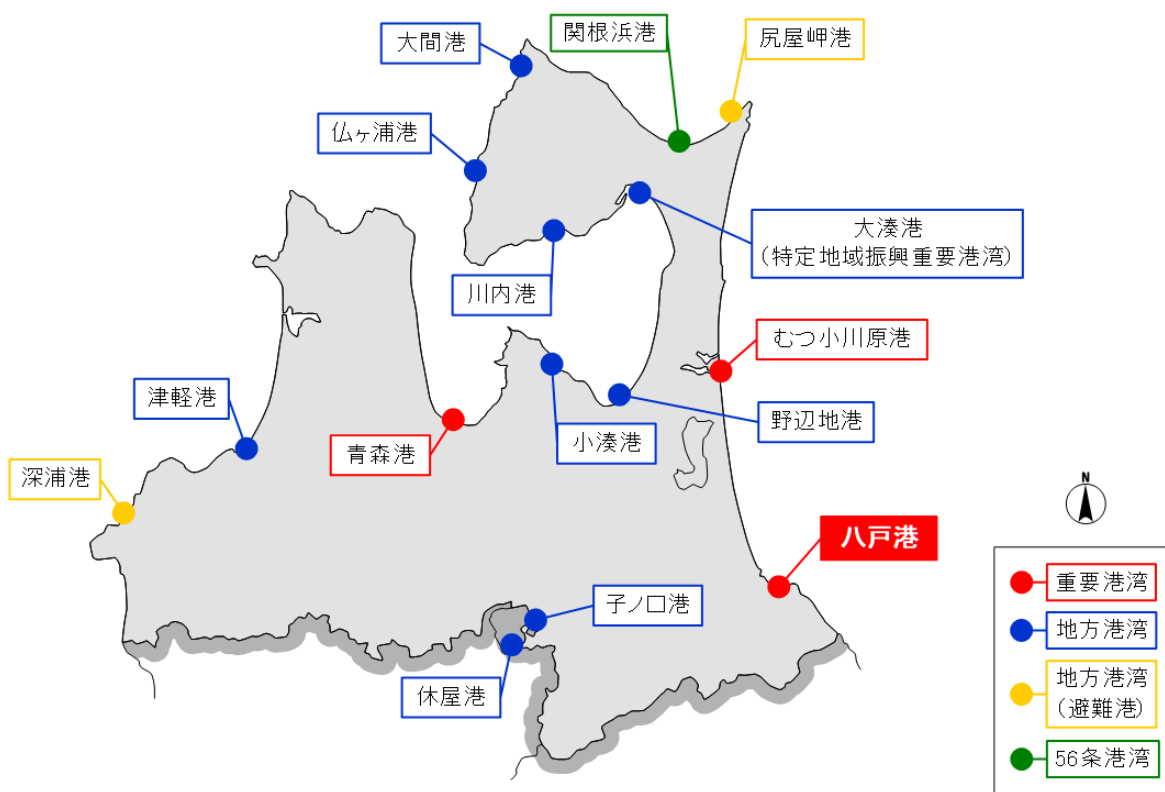 大間港
関根浜港
尻屋岬港
仏ヶ浦港
大湊港
(特定地域振興重要港湾)
川内港
むつ小川原港
津軽港
青森港
小湊港
野辺地港
深浦港
N
八戸港
子ノ口港
休屋港
重要港湾
地方港湾
地方港湾
(避難港)
56条港湾